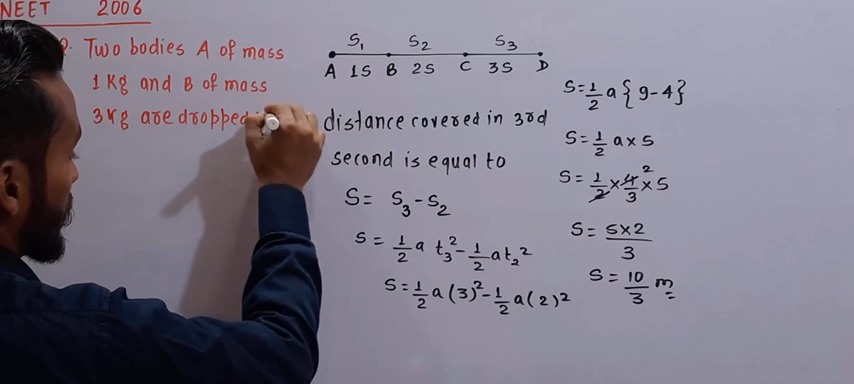 NEET 2006
Q. Two bodies A of mass
1 Kg and B of mass
3 Kg are dropped
S₁ S₂ S₃
A 1S B 2S C 3S D
distance covered in 3rd
second is equal to
S = S₃ - S₂
S = 1/2 a t₃² - 1/2 a t₂²
S = 1/2 a (3)² - 1/2 a (2)²
S = 1/2 a {9-4}
S = 1/2 a × 5
S = 1/2 × 4/3 ² × 5
S = 5×2/3
S = 10/3 m